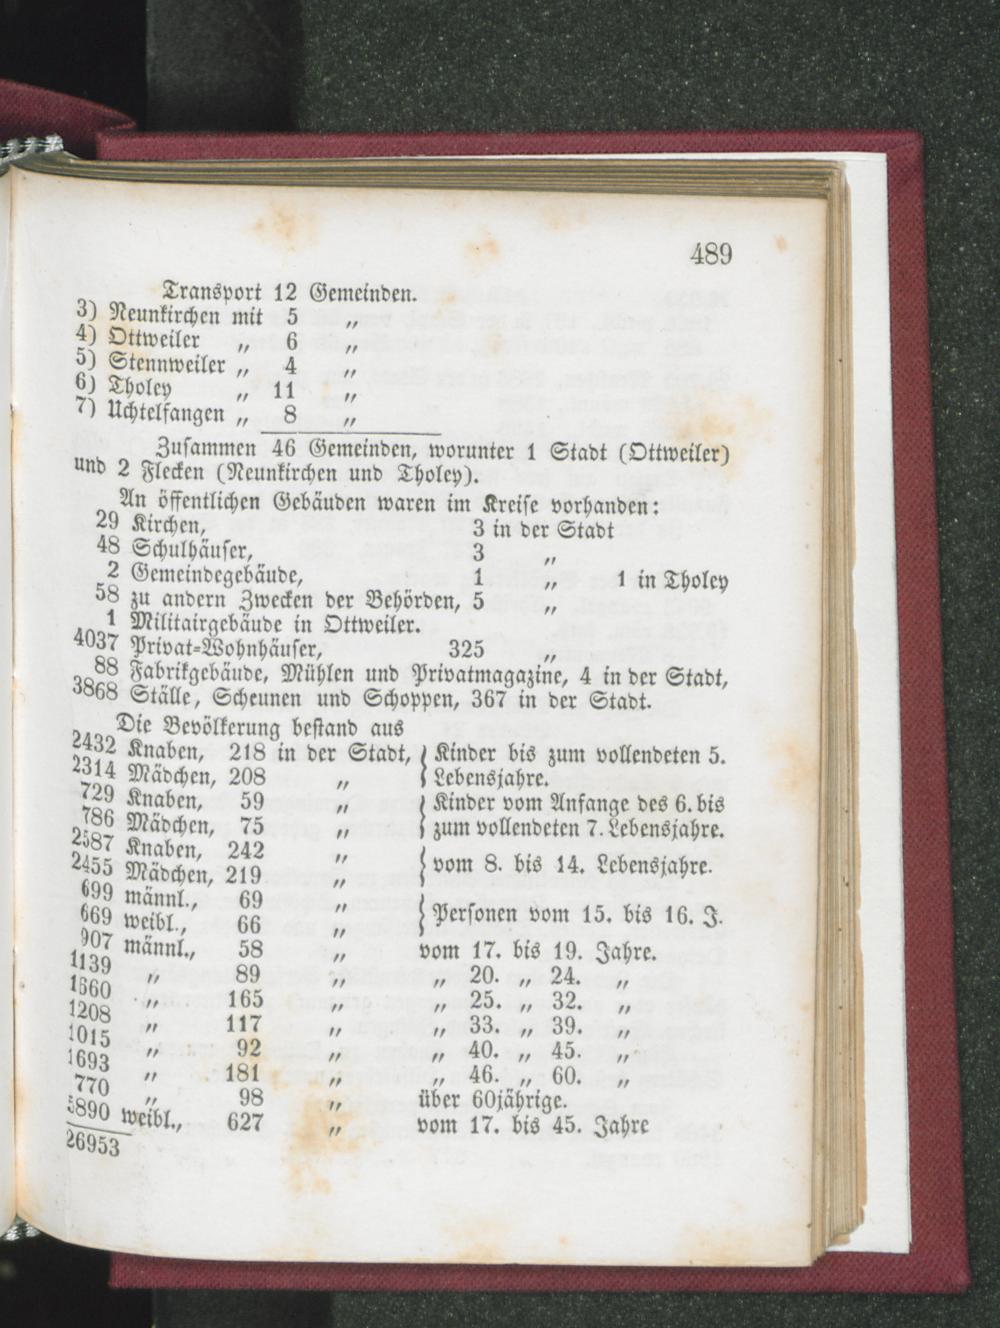 489
Transport 12 Gemeinden.
3) Neunkirchen mit 5 „
4) Ottweiler „ 6 „
5) Stennweiler „ 4 „
6) Tholey „ 11 „
7) Uchtelfangen „ 8 „
Zusammen 46 Gemeinden, worunter 1 Stadt (Ottweiler)
und 2 Flecken (Neunkirchen und Tholey).
An öffentlichen Gebäuden waren im Kreise vorhanden:
29 Kirchen, 3 in der Stadt
48 Schulhäuser, 3 „
2 Gemeindegebäude, 1 „ 1 in Tholey
58 zu andern Zwecken der Behörden, 5 „
1 Militairgebäude in Ottweiler.
4037 Privat-Wohnhäuser, 325 „
88 Fabrikgebäude, Mühlen und Privatmagazine, 4 in der Stadt,
3868 Ställe, Scheunen und Schoppen, 367 in der Stadt.
Die Bevölkerung bestand aus
2432 Knaben, 218 in der Stadt, } Kinder bis zum vollendeten 5.
2314 Mädchen, 208 „ } Lebensjahre.
729 Knaben, 59 „ { Kinder vom Anfange des 6. bis
786 Mädchen, 75 „ { zum vollendeten 7. Lebensjahre.
2587 Knaben, 242 „ { vom 8. bis 14. Lebensjahre.
2455 Mädchen, 219 „
699 männl., 69 „ } Personen vom 15. bis 16. J.
669 weibl., 66 „
907 männl., 58 „ vom 17. bis 19. Jahre.
1139 „ 89 „ „ 20. „ 24. „
1660 „ 165 „ „ 25. „ 32. „
1208 „ 117 „ „ 33. „ 39. „
1015 „ 92 „ „ 40. „ 45. „
1693 „ 181 „ „ 46. „ 60. „
770 „ 98 „ über 60jährige.
5890 weibl., 627 „ vom 17. bis 45. Jahre
26953